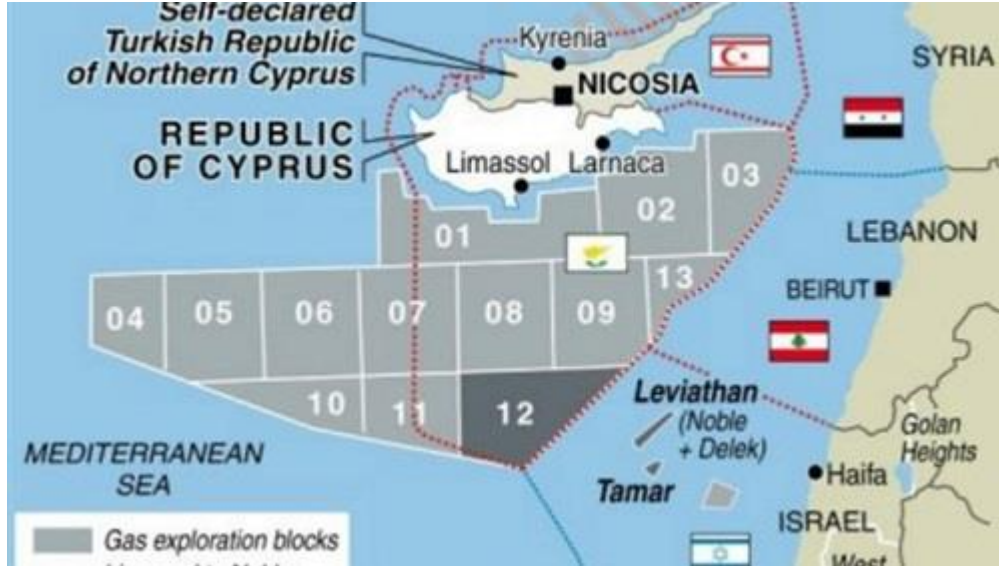 Self-declared
Turkish Republic
of Northern Cyprus
Kyrenia
NICOSIA
SYRIA
REPUBLIC
OF CYPRUS
Limassol
Larnaca
03
02
01
LEBANON
13
BEIRUT
04
05
06
07
08
09
10
11
12
Leviathan
(Noble
+ Delek)
Golan
Heights
MEDITERRANEAN
SEA
Tamar
Haifa
ISRAEL
Gas exploration blocks
West